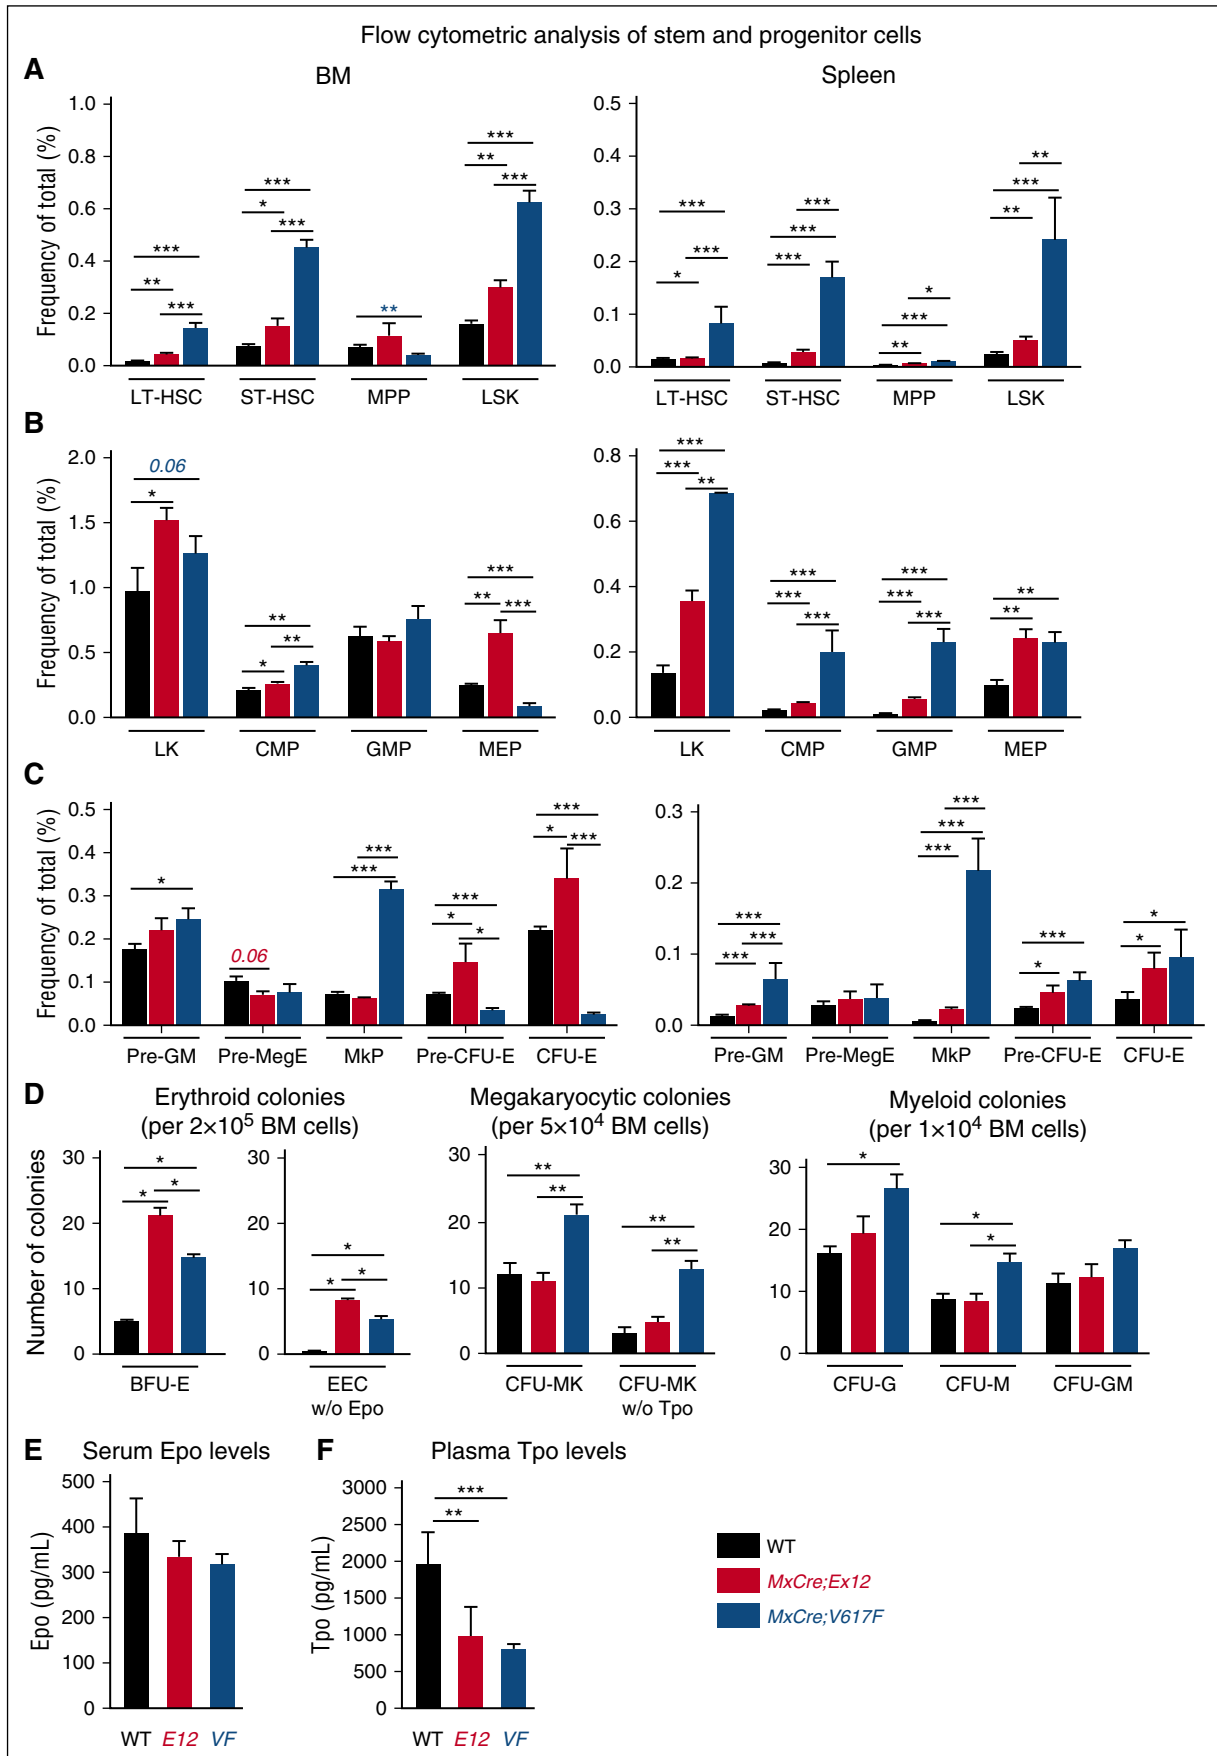 Flow cytometric analysis of stem and progenitor cells
A
BM
Spleen
Frequency of total (%)
1.0
0.8
0.6
0.4
0.2
0.0
***
**
***
***
*
***
**
***
**
***
LT-HSC
ST-HSC
MPP
LSK
0.5
0.4
0.3
0.2
0.1
0.0
***
***
*
***
***
***
*
***
**
**
***
**
LT-HSC
ST-HSC
MPP
LSK
B
Frequency of total (%)
2.0
1.5
1.0
0.5
0.0
0.06
*
**
**
*
***
**
***
LK
CMP
GMP
MEP
0.8
0.6
0.4
0.2
0.0
***
***
**
***
***
***
***
***
***
**
**
LK
CMP
GMP
MEP
C
Frequency of total (%)
0.5
0.4
0.3
0.2
0.1
0.0
*
0.06
***
***
***
*
*
***
*
***
Pre-GM
Pre-MegE
MkP
Pre-CFU-E
CFU-E
0.3
0.2
0.1
0.0
***
***
***
***
***
***
***
*
*
*
Pre-GM
Pre-MegE
MkP
Pre-CFU-E
CFU-E
D
Erythroid colonies
(per 2×10⁵ BM cells)
Megakaryocytic colonies
(per 5×10⁴ BM cells)
Myeloid colonies
(per 1×10⁴ BM cells)
Number of colonies
30
20
10
0
*
*
*
BFU-E
30
20
10
0
*
*
*
EEC
w/o Epo
30
20
10
0
**
**
**
**
CFU-MK
CFU-MK
w/o Tpo
30
20
10
0
*
*
*
CFU-G
CFU-M
CFU-GM
E
Serum Epo levels
Epo (pg/mL)
500
400
300
200
300
100
0
WT
E12
VF
F
Plasma Tpo levels
Tpo (pg/mL)
3000
2500
2000
1500
1000
500
0
***
**
WT
E12
VF
WT
MxCre;Ex12
MxCre;V617F